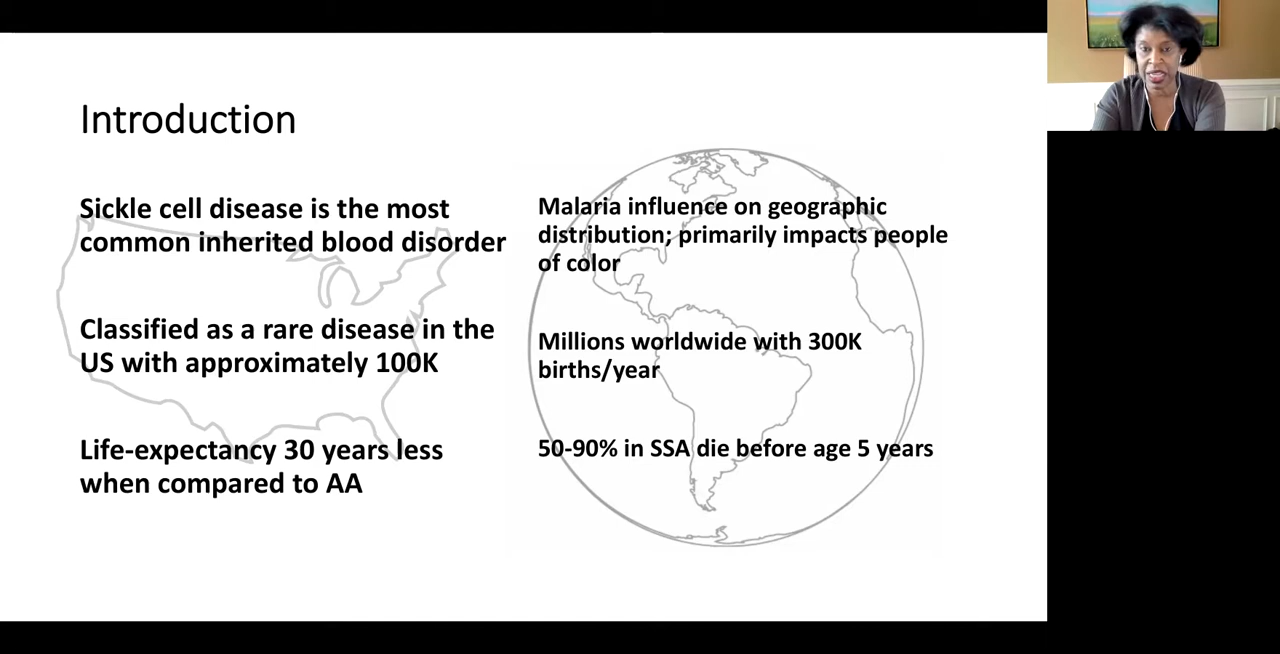 Introduction
Sickle cell disease is the most
common inherited blood disorder
Classified as a rare disease in the
US with approximately 100K
Life-expectancy 30 years less
when compared to AA
Malaria influence on geographic
distribution; primarily impacts people
of color
Millions worldwide with 300K
births/year
50-90% in SSA die before age 5 years